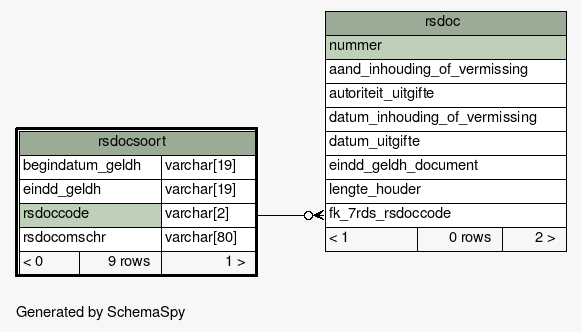 rsdoc
nummer
aand_inhouding_of_vermissing
autoriteit_uitgifte
datum_inhouding_of_vermissing
datum_uitgifte
eindd_geldh_document
lengte_houder
fk_7rds_rsdoccode
< 1 0 rows 2 >
rsdocsoort
begindatum_geldh varchar[19]
eindd_geldh varchar[19]
rsdoccode varchar[2]
rsdocomschr varchar[80]
< 0 9 rows 1 >
Generated by SchemaSpy